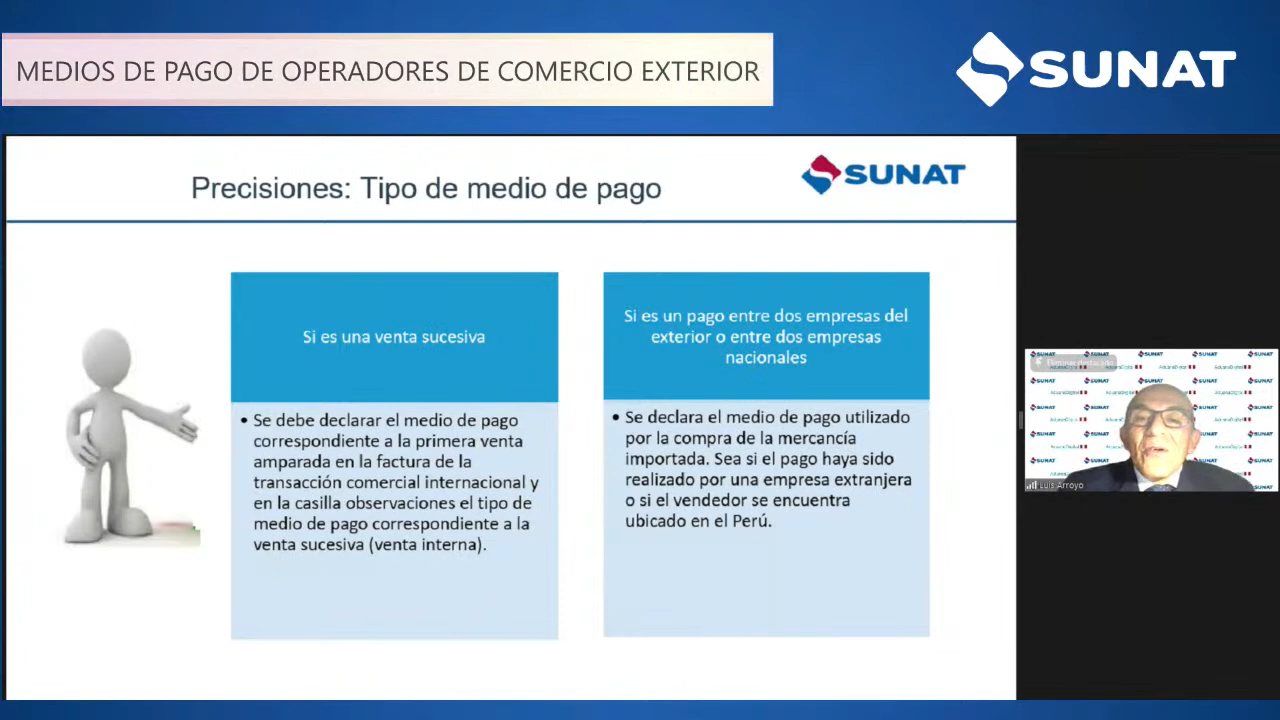 MEDIOS DE PAGO DE OPERADORES DE COMERCIO EXTERIOR
SUNAT
Precisiones: Tipo de medio de pago
SUNAT
Si es una venta sucesiva
• Se debe declarar el medio de pago
correspondiente a la primera venta
amparada en la factura de la
transacción comercial internacional y
en la casilla observaciones el tipo de
medio de pago correspondiente a la
venta sucesiva (venta interna).
Si es un pago entre dos empresas del
exterior o entre dos empresas
nacionales
• Se declara el medio de pago utilizado
por la compra de la mercancía
importada. Sea si el pago haya sido
realizado por una empresa extranjera
o si el vendedor se encuentra
ubicado en el Perú.
Eliminar destacado
Luis Arroyo